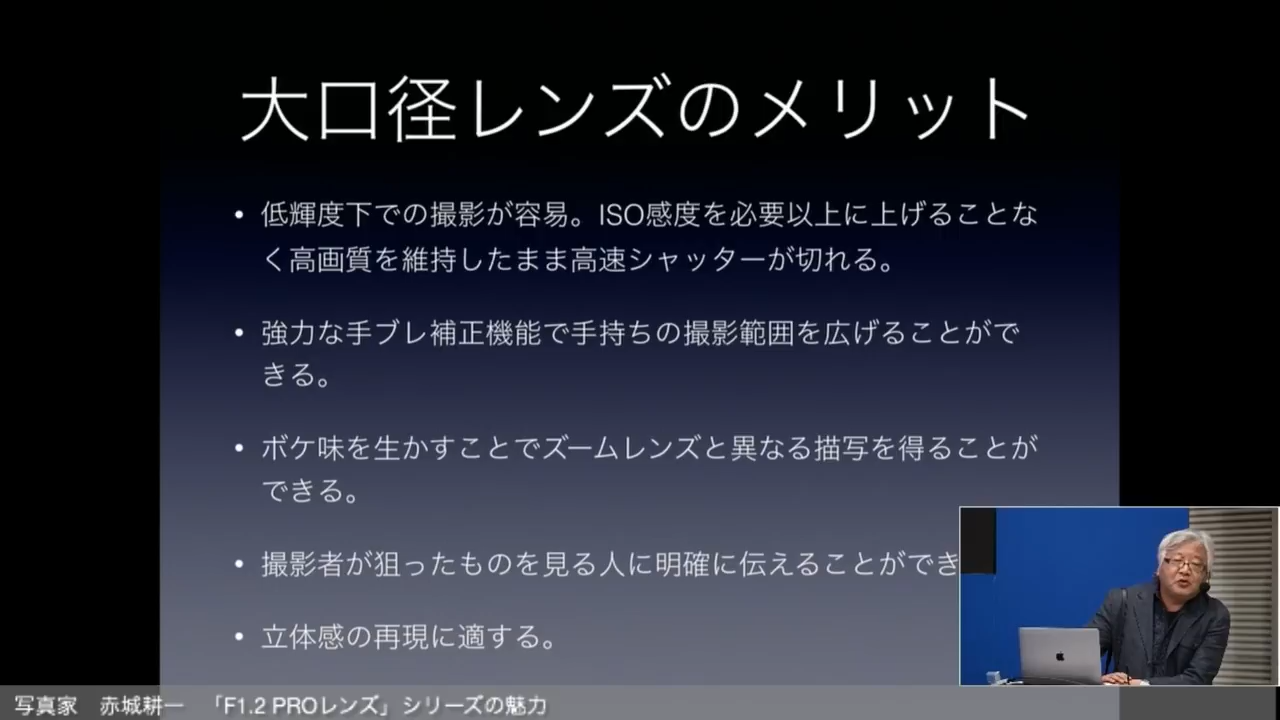 大口径レンズのメリット
• 低輝度下での撮影が容易。ISO感度を必要以上に上げることな
く高画質を維持したまま高速シャッターが切れる。
• 強力な手ブレ補正機能で手持ちの撮影範囲を広げることがで
きる。
• ボケ味を生かすことでズームレンズと異なる描写を得ることが
できる。
• 撮影者が狙ったものを見る人に明確に伝えることができ
• 立体感の再現に適する。
写真家　赤城耕一　「F1.2 PROレンズ」シリーズの魅力